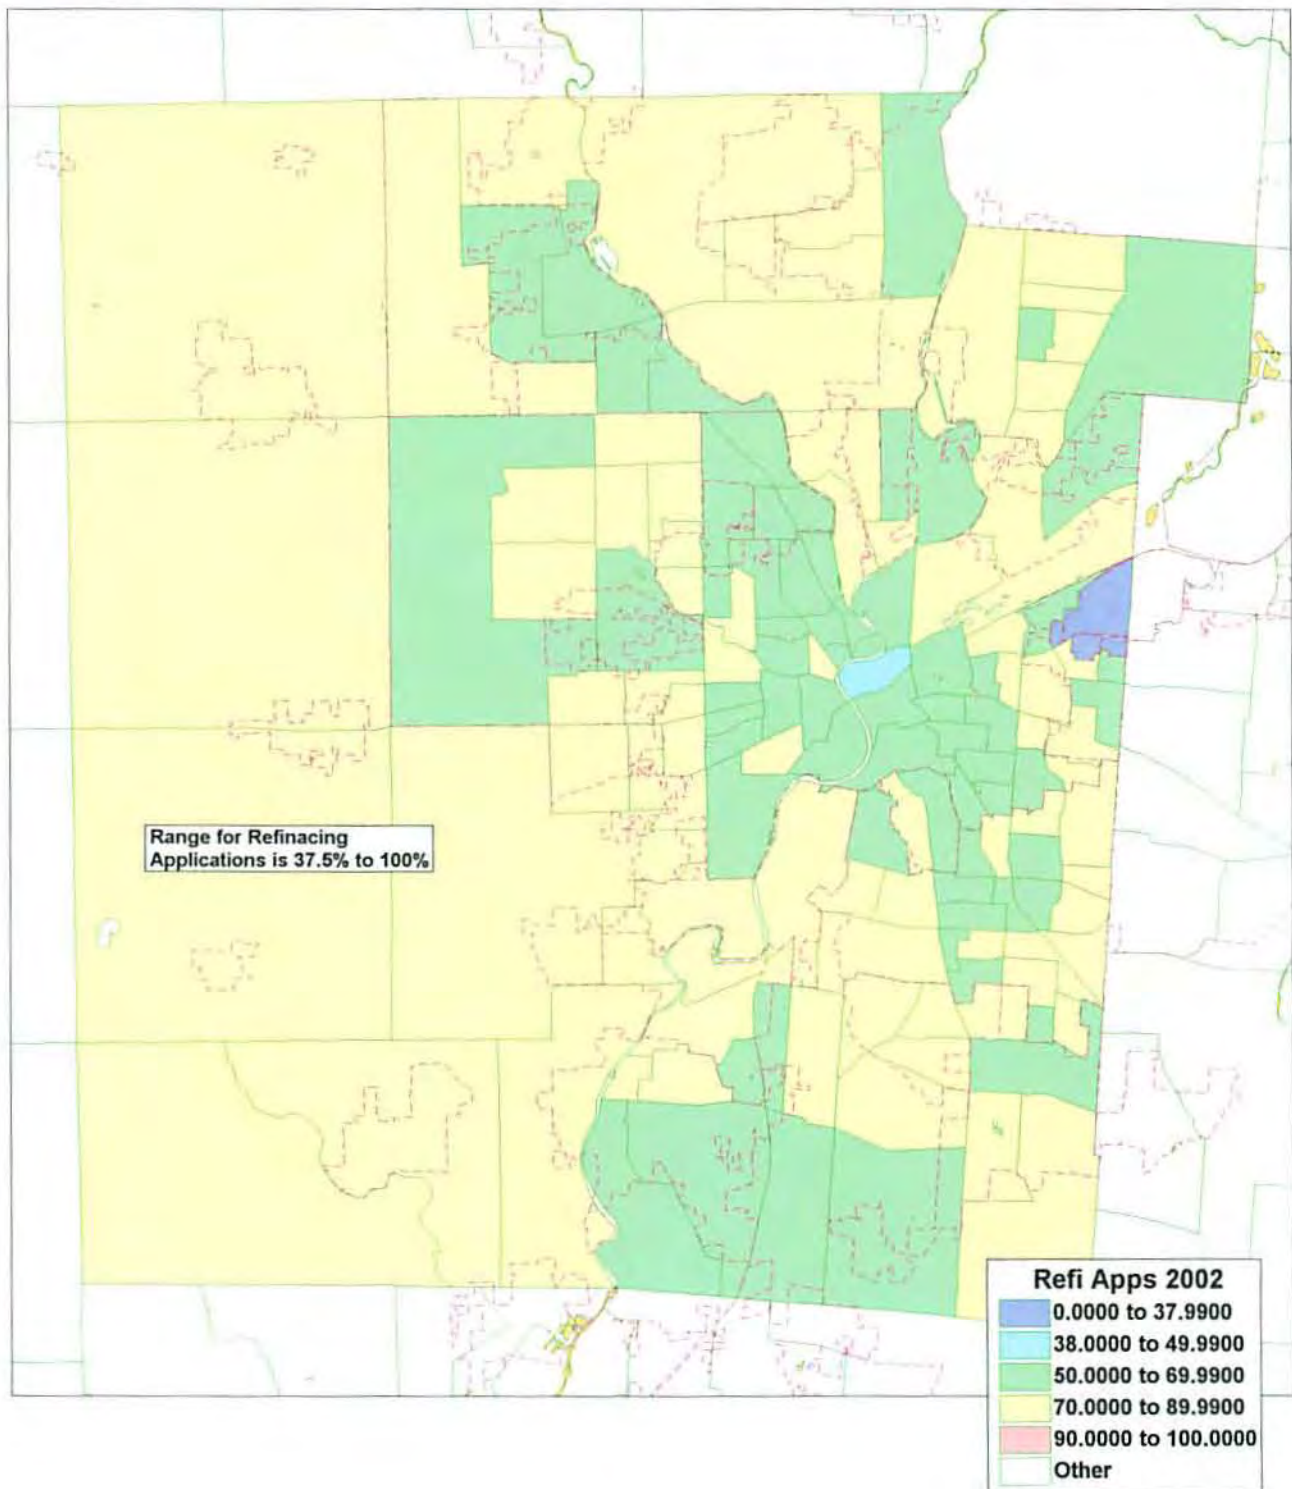 Range for Refinacing
Applications is 37.5% to 100%
Refi Apps 2002
0.0000 to 37.9900
38.0000 to 49.9900
50.0000 to 69.9900
70.0000 to 89.9900
90.0000 to 100.0000
Other